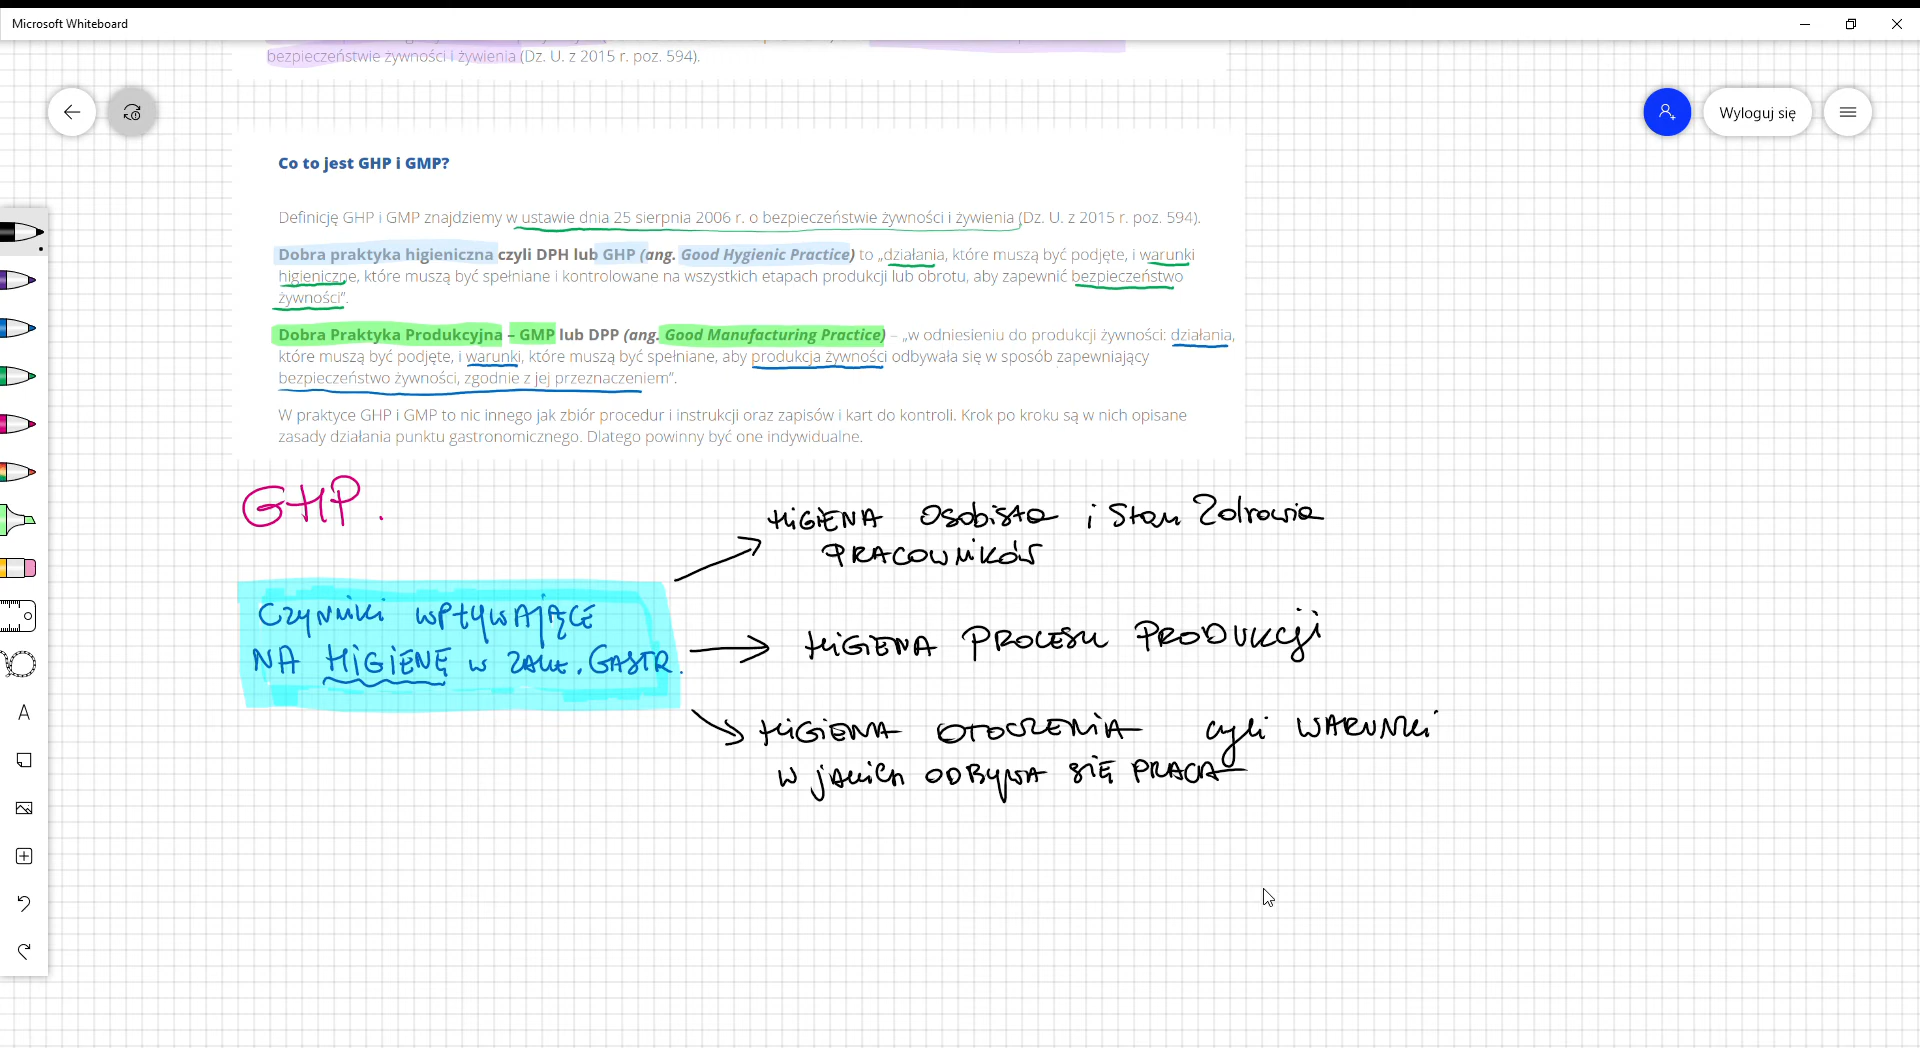 Microsoft Whiteboard
bezpieczeństwie żywności i żywienia (Dz. U. z 2015 r. poz. 594).
Wyloguj się
Co to jest GHP i GMP?
Definicję GHP i GMP znajdziemy w ustawie dnia 25 sierpnia 2006 r. o bezpieczeństwie żywności i żywienia (Dz. U. z 2015 r. poz. 594).
Dobra praktyka higieniczna czyli DPH lub GHP (ang. Good Hygienic Practice) to „działania, które muszą być podjęte, i warunki
higieniczne, które muszą być spełniane i kontrolowane na wszystkich etapach produkcji lub obrotu, aby zapewnić bezpieczeństwo
żywności”.
Dobra Praktyka Produkcyjna – GMP lub DPP (ang. Good Manufacturing Practice) – „w odniesieniu do produkcji żywności: działania,
które muszą być podjęte, i warunki, które muszą być spełniane, aby produkcja żywności odbywała się w sposób zapewniający
bezpieczeństwo żywności, zgodnie z jej przeznaczeniem”.
W praktyce GHP i GMP to nic innego jak zbiór procedur i instrukcji oraz zapisów i kart do kontroli. Krok po kroku są w nich opisane
zasady działania punktu gastronomicznego. Dlatego powinny być one indywidualne.
GHP.
HIGIENA OSOBISTA i Stan Zdrowia
PRACOWNIKÓW
CZYNNIKI WPŁYWAJĄCE
NA HIGIENĘ W ZAKŁ. GASTR.
HIGIENA PROCESU PRODUKCJI
HIGIENA OTOCZENIA czyli WARUNKI
W JAKICH ODBYWA SIĘ PRACA
A